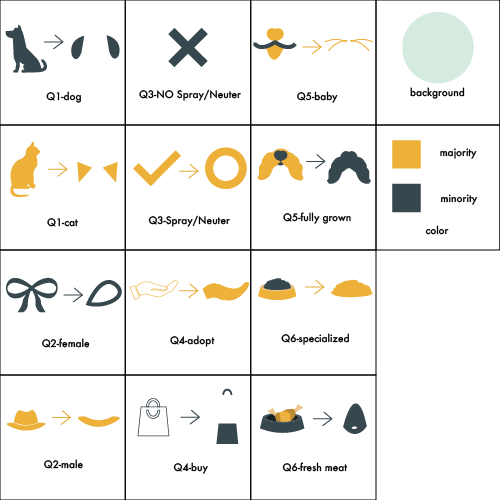 Q1-dog
Q3-NO Spray/Neuter
Q5-baby
background
Q1-cat
Q3-Spray/Neuter
Q5-fully grown
majority
minority
color
Q2-female
Q4-adopt
Q6-specialized
Q2-male
Q4-buy
Q6-fresh meat